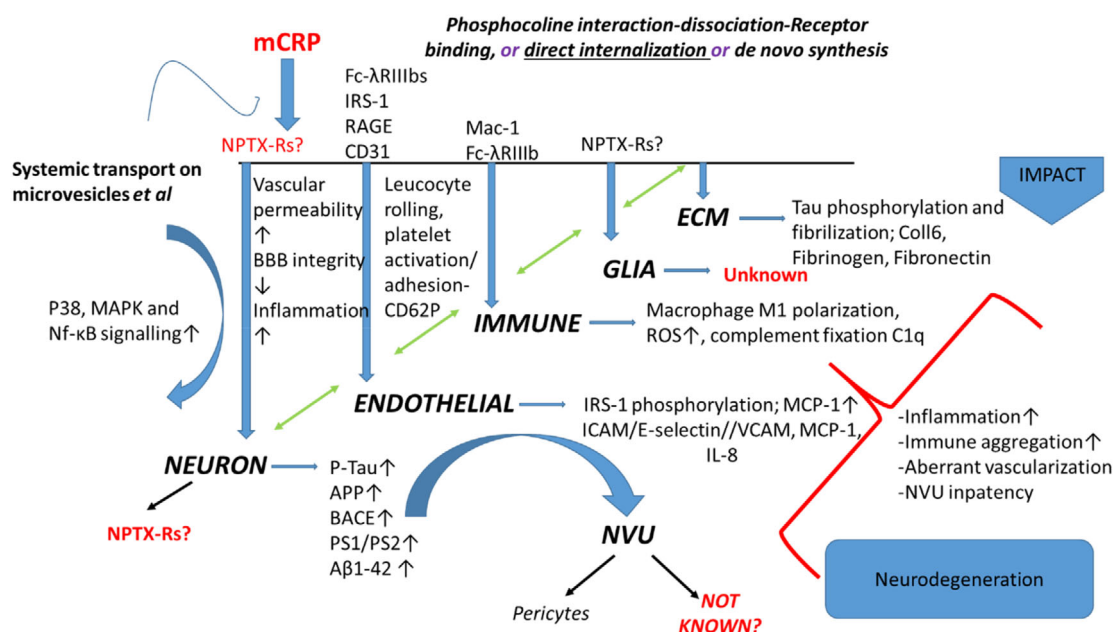 Phosphocoline interaction-dissociation-Receptor
binding, or direct internalization or de novo synthesis
mCRP
Fc-λRIIIbs
IRS-1
RAGE
CD31
NPTX-Rs?
Mac-1
Fc-λRIIIb
NPTX-Rs?
Systemic transport on
microvesicles et al
IMPACT
Vascular
permeability
↑
BBB integrity
↓
Inflammation
↑
Leucocyte
rolling,
platelet
activation/
adhesion-
CD62P
ECM
Tau phosphorylation and
fibrilization; Coll6,
Fibrinogen, Fibronectin
GLIA
Unknown
P38, MAPK and
Nf-κB signalling↑
IMMUNE
Macrophage M1 polarization,
ROS↑, complement fixation C1q
ENDOTHELIAL
IRS-1 phosphorylation; MCP-1↑
ICAM/E-selectin//VCAM, MCP-1,
IL-8
-Inflammation↑
-Immune aggregation↑
-Aberrant vascularization
-NVU inpatency
NEURON
P-Tau↑
APP↑
BACE↑
PS1/PS2↑
Aβ1-42 ↑
NPTX-Rs?
NVU
Neurodegeneration
Pericytes
NOT
KNOWN?